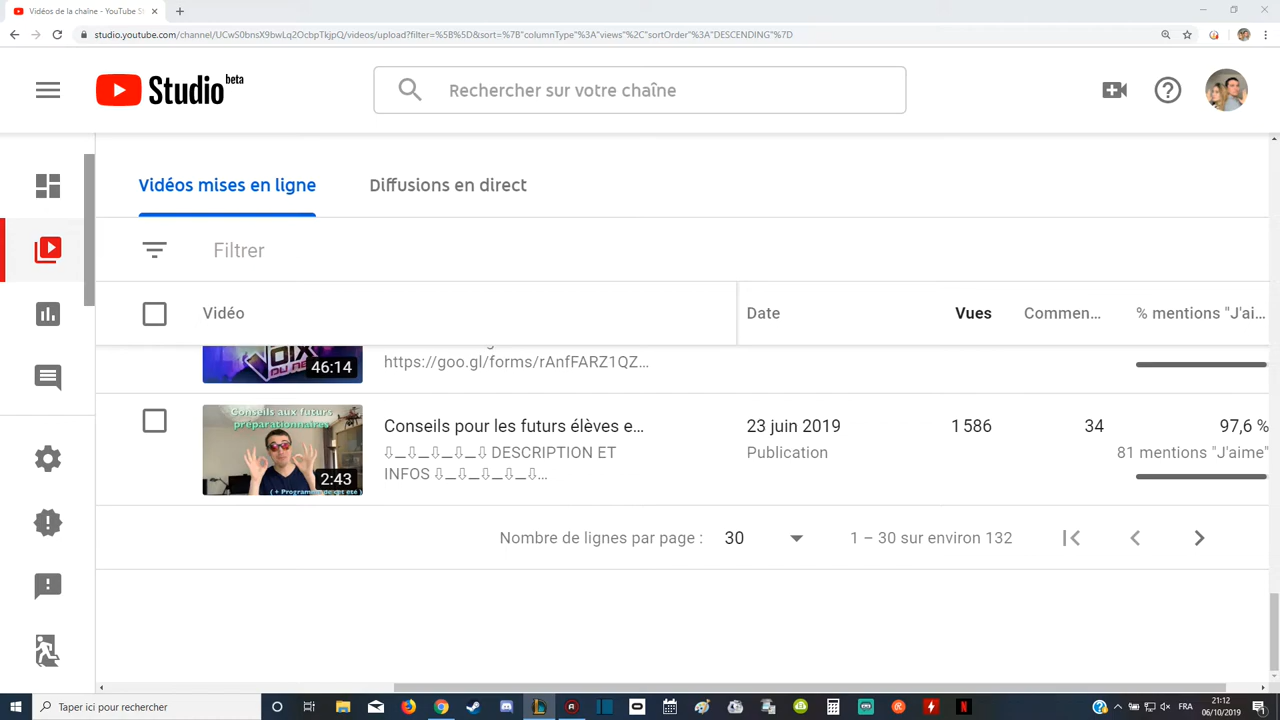 Vidéos de la chaîne - YouTube S
studio.youtube.com/channel/UCwS0bnsX9bwLq2OcbpTkjpQ/videos/upload?filter=%5B%5D&sort=%7B"columnType"%3A"views"%2C"sortOrder"%3A"DESCENDING"%7D
Studio beta
Rechercher sur votre chaîne
Vidéos mises en ligne
Diffusions en direct
Filtrer
Vidéo
Date
Vues
Commen...
% mentions "J'ai...
46:14
https://goo.gl/forms/rAnfFARZ1QZ...
Conseils aux futurs
préparationnaires
2:43
( + Programme de cet été )
Conseils pour les futurs élèves e...
23 juin 2019
1 586
34
97,6 %
⇩_⇩_⇩_⇩_⇩ DESCRIPTION ET
Publication
81 mentions "J'aime"
INFOS ⇩_⇩_⇩_⇩_⇩...
Nombre de lignes par page :
30
1 – 30 sur environ 132
Taper ici pour rechercher
FRA
21:12
06/10/2019